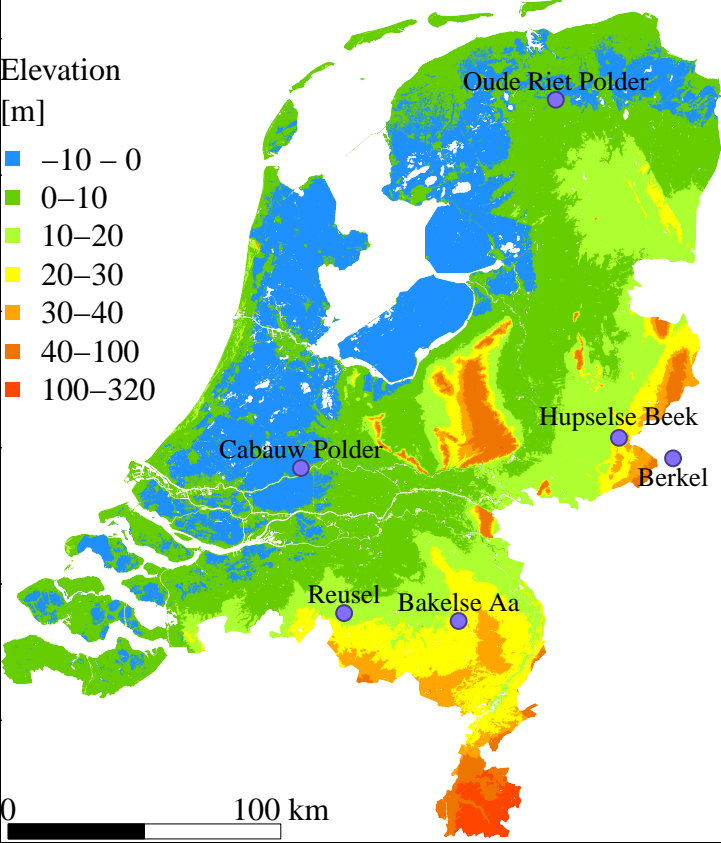 Elevation
[m]
–10 – 0
0–10
10–20
20–30
30–40
40–100
100–320
Oude Riet Polder
Hupselse Beek
Cabauw Polder
Berkel
Reusel
Bakelse Aa
0
100 km